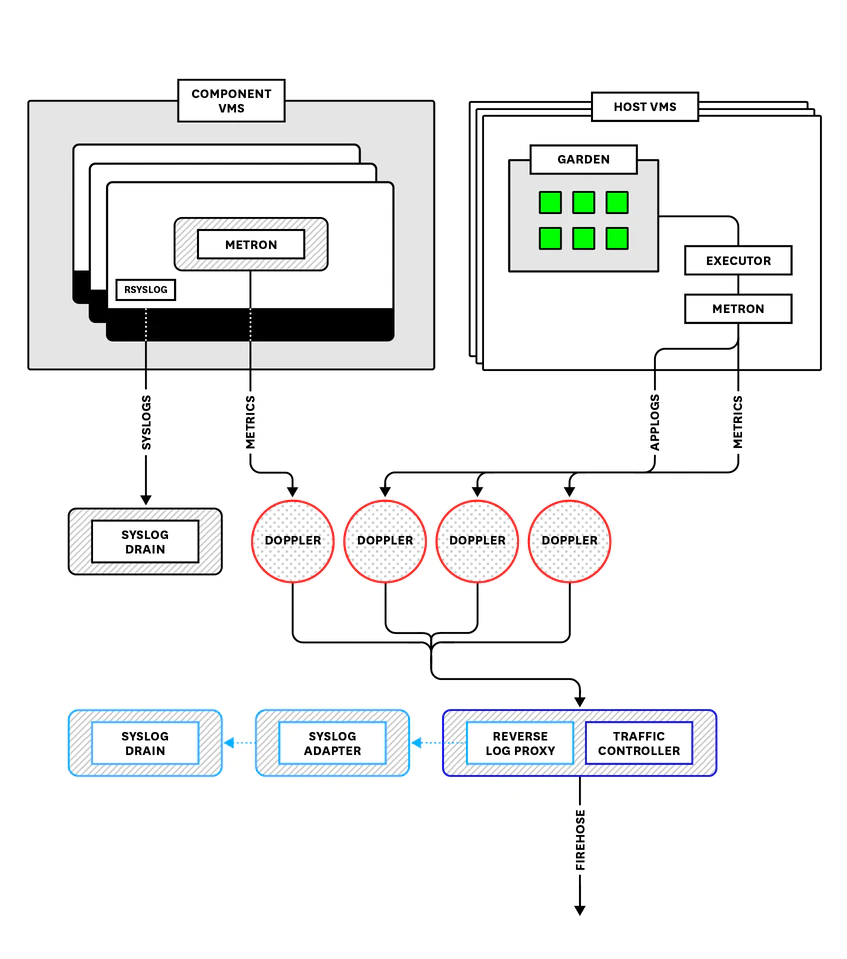 COMPONENT
VMS
HOST VMS
GARDEN
METRON
RSYSLOG
EXECUTOR
METRON
SYSLOGS
METRICS
APPLOGS
METRICS
SYSLOG
DRAIN
DOPPLER
DOPPLER
DOPPLER
DOPPLER
SYSLOG
DRAIN
SYSLOG
ADAPTER
REVERSE
LOG PROXY
TRAFFIC
CONTROLLER
FIREHOSE